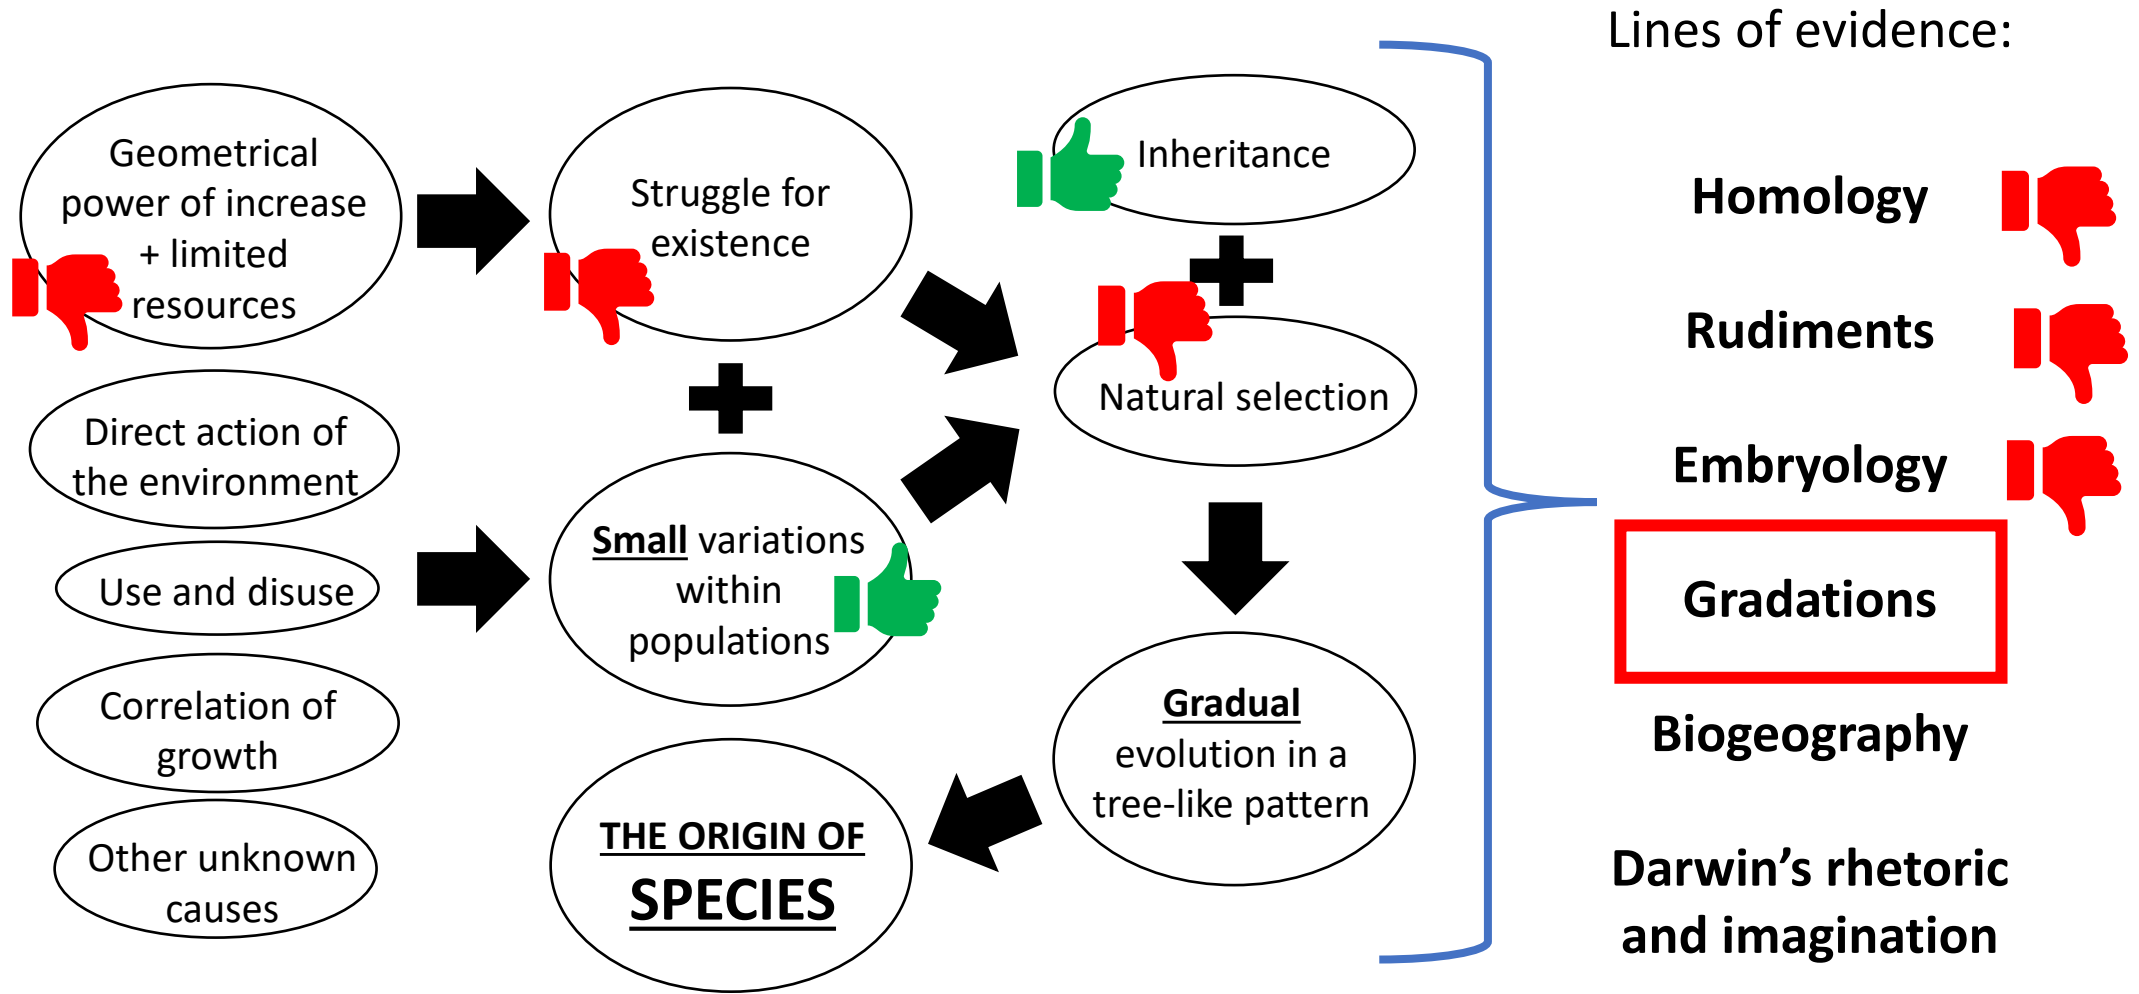 Geometrical
power of increase
+ limited
resources
Direct action of
the environment
Use and disuse
Correlation of
growth
Other unknown
causes
Struggle for
existence
Small variations
within
populations
THE ORIGIN OF
SPECIES
Inheritance
Natural selection
Gradual
evolution in a
tree-like pattern
Lines of evidence:
Homology
Rudiments
Embryology
Gradations
Biogeography
Darwin’s rhetoric
and imagination